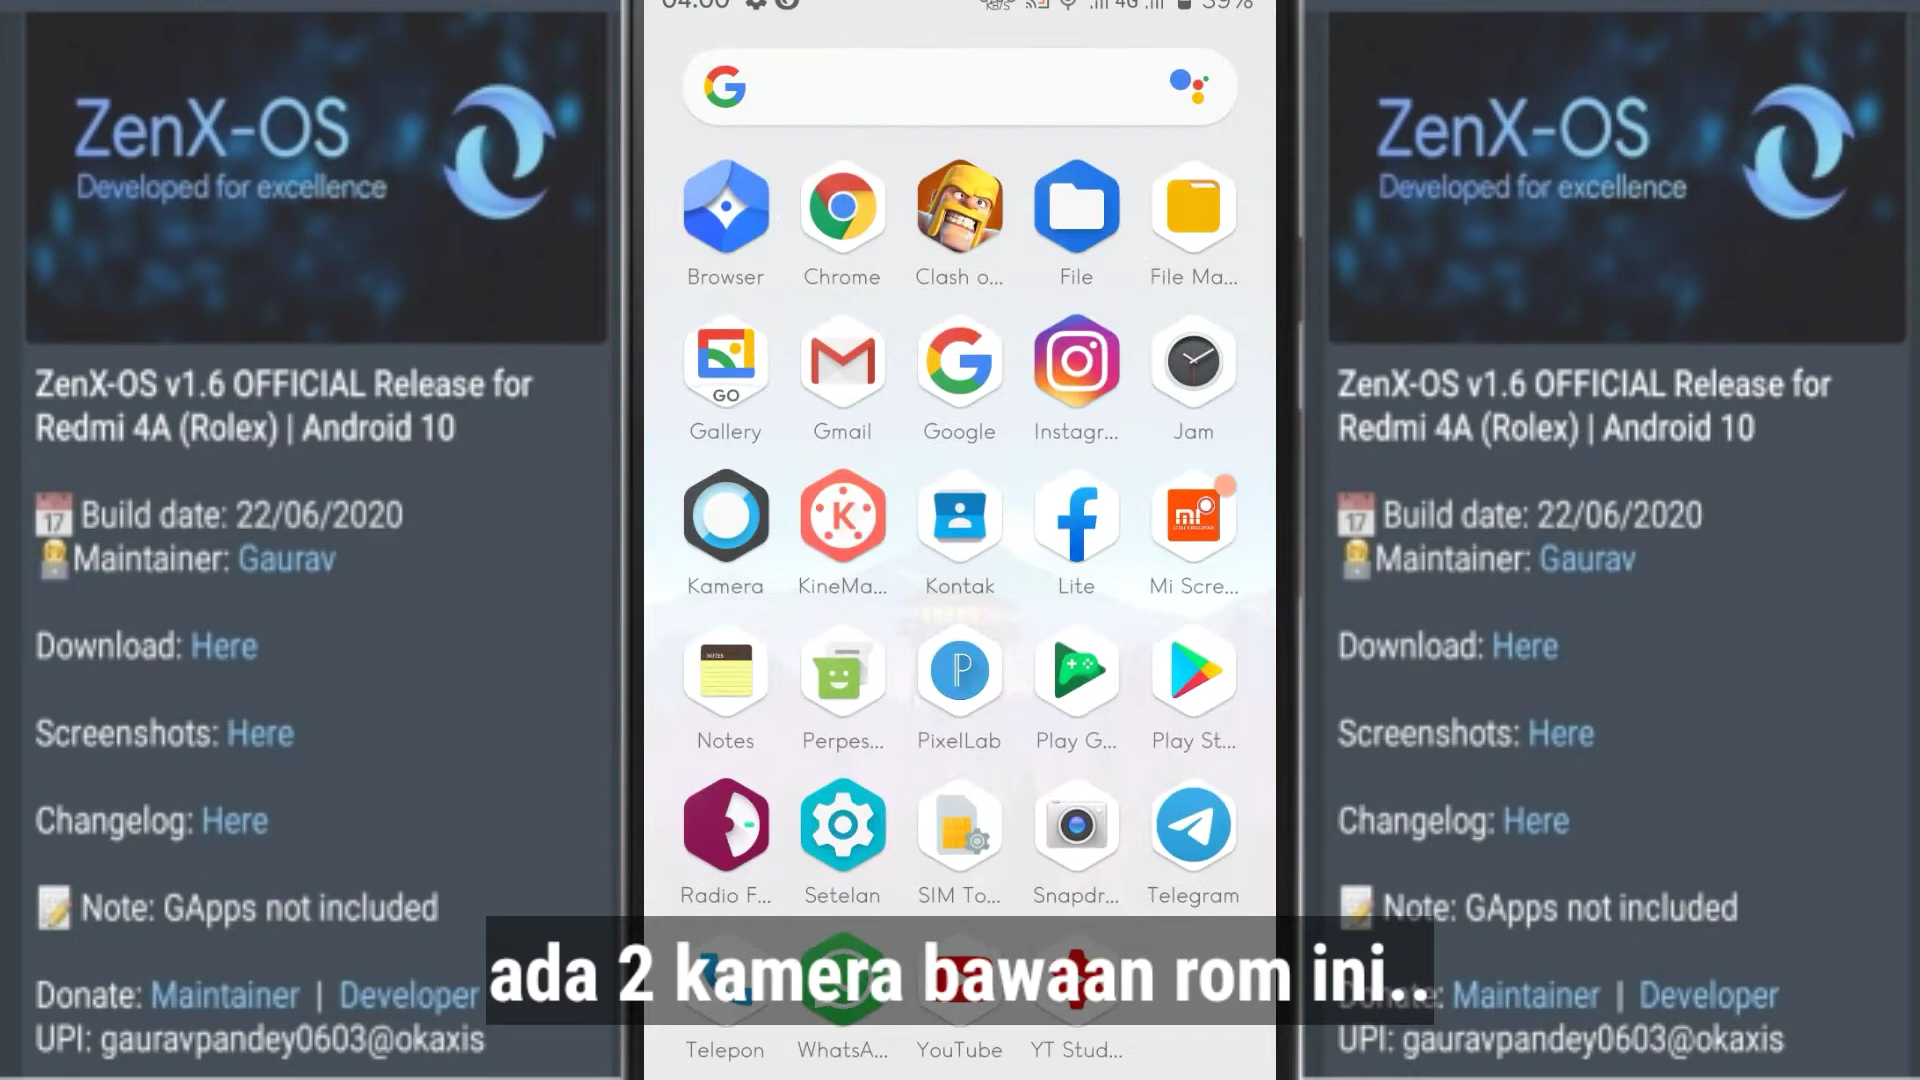 ZenX-OS
Developed for excellence
ZenX-OS v1.6 OFFICIAL Release for
Redmi 4A (Rolex) | Android 10
17 Build date: 22/06/2020
Maintainer: Gaurav
Download: Here
Screenshots: Here
Changelog: Here
Note: GApps not included
Donate: Maintainer | Developer
UPI: gauravpandey0603@okaxis
04:00 KB/S 4G 39%
Browser Chrome Clash o... File File Ma...
GO
Gallery Gmail Google Instagr... Jam
K
Kamera KineMa... Kontak Lite Mi Scre...
NOTES
Notes Perpes... PixelLab Play G... Play St...
Radio F... Setelan SIM To... Snapdr... Telegram
ada 2 kamera bawaan rom ini..
Telepon WhatsA... YouTube YT Stud...
ZenX-OS
Developed for excellence
ZenX-OS v1.6 OFFICIAL Release for
Redmi 4A (Rolex) | Android 10
17 Build date: 22/06/2020
Maintainer: Gaurav
Download: Here
Screenshots: Here
Changelog: Here
Note: GApps not included
Maintainer | Developer
UPI: gauravpandey0603@okaxis